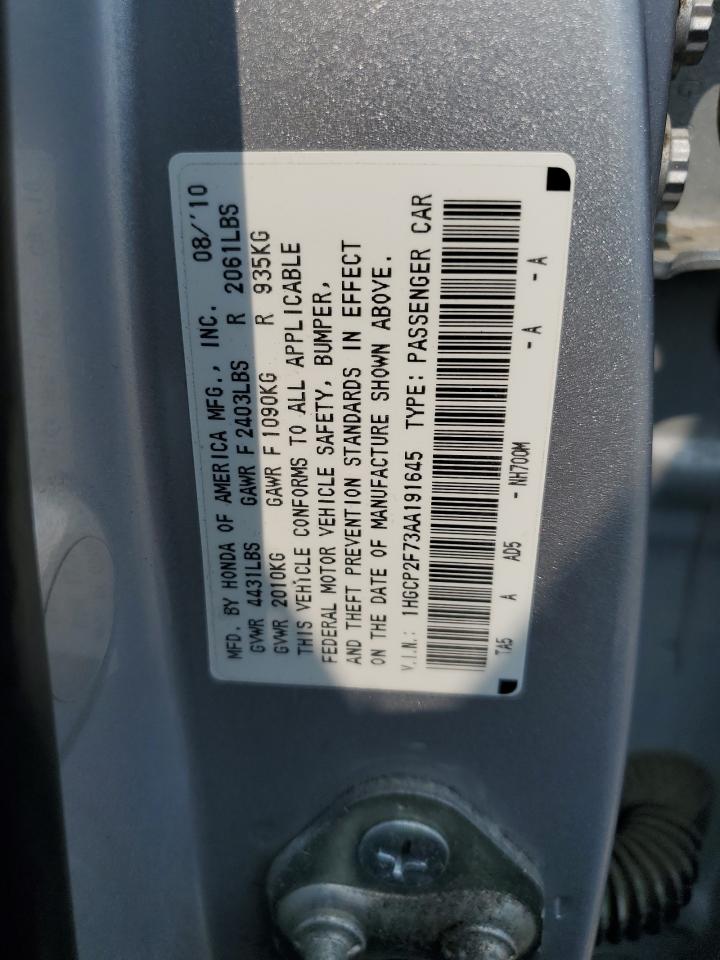 MFD. BY HONDA OF AMERICA MFG., INC. 08/'10
GVWR 4431LBS GAWR F 2403LBS R 2061LBS
GVWR 2010KG GAWR F 1090KG R 935KG
THIS VEHICLE CONFORMS TO ALL APPLICABLE
FEDERAL MOTOR VEHICLE SAFETY, BUMPER,
AND THEFT PREVENTION STANDARDS IN EFFECT
ON THE DATE OF MANUFACTURE SHOWN ABOVE.
V.I.N.: 1HGCP2F73AA191645 TYPE: PASSENGER CAR
TA5 A AD5 - NH700M - A - A